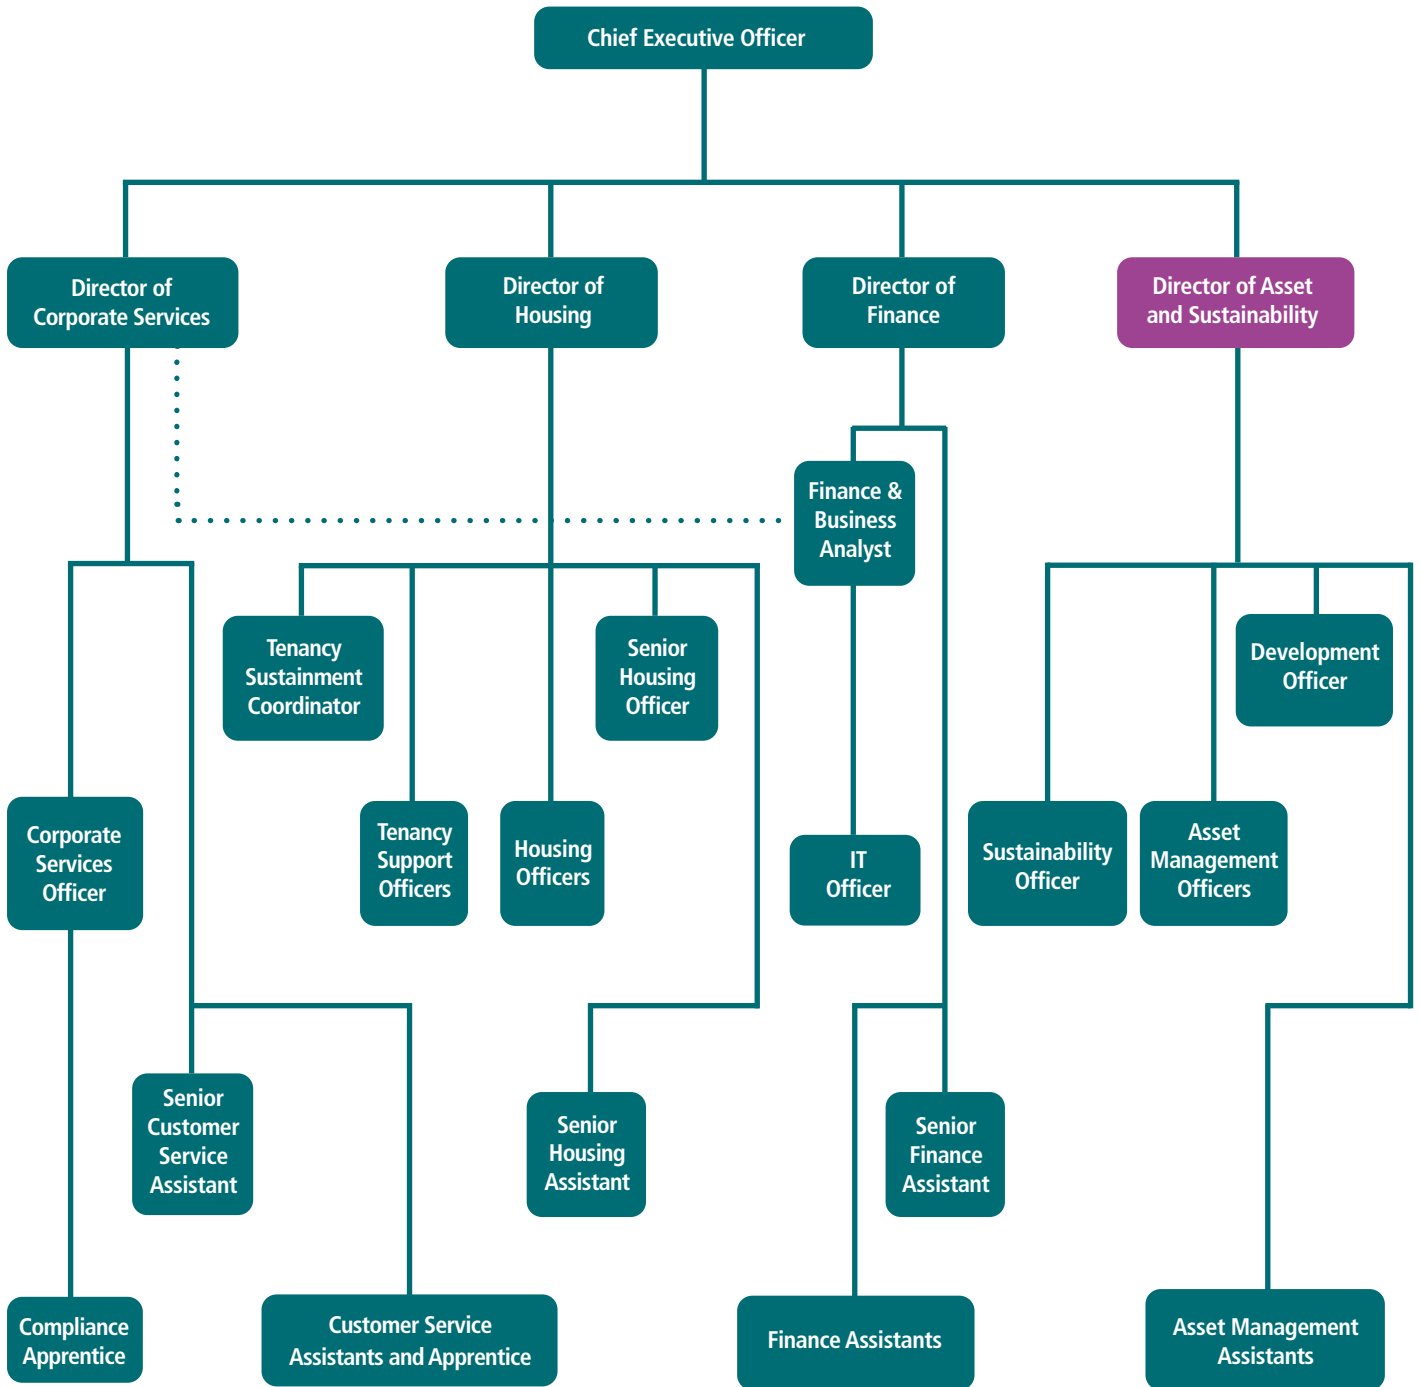 Chief Executive Officer
Director of
Corporate Services
Director of
Housing
Director of
Finance
Director of Asset
and Sustainability
Finance &
Business
Analyst
Tenancy
Sustainment
Coordinator
Senior
Housing
Officer
Development
Officer
Corporate
Services
Officer
Tenancy
Support
Officers
Housing
Officers
IT
Officer
Sustainability
Officer
Asset
Management
Officers
Senior
Customer
Service
Assistant
Senior
Housing
Assistant
Senior
Finance
Assistant
Compliance
Apprentice
Customer Service
Assistants and Apprentice
Finance Assistants
Asset Management
Assistants